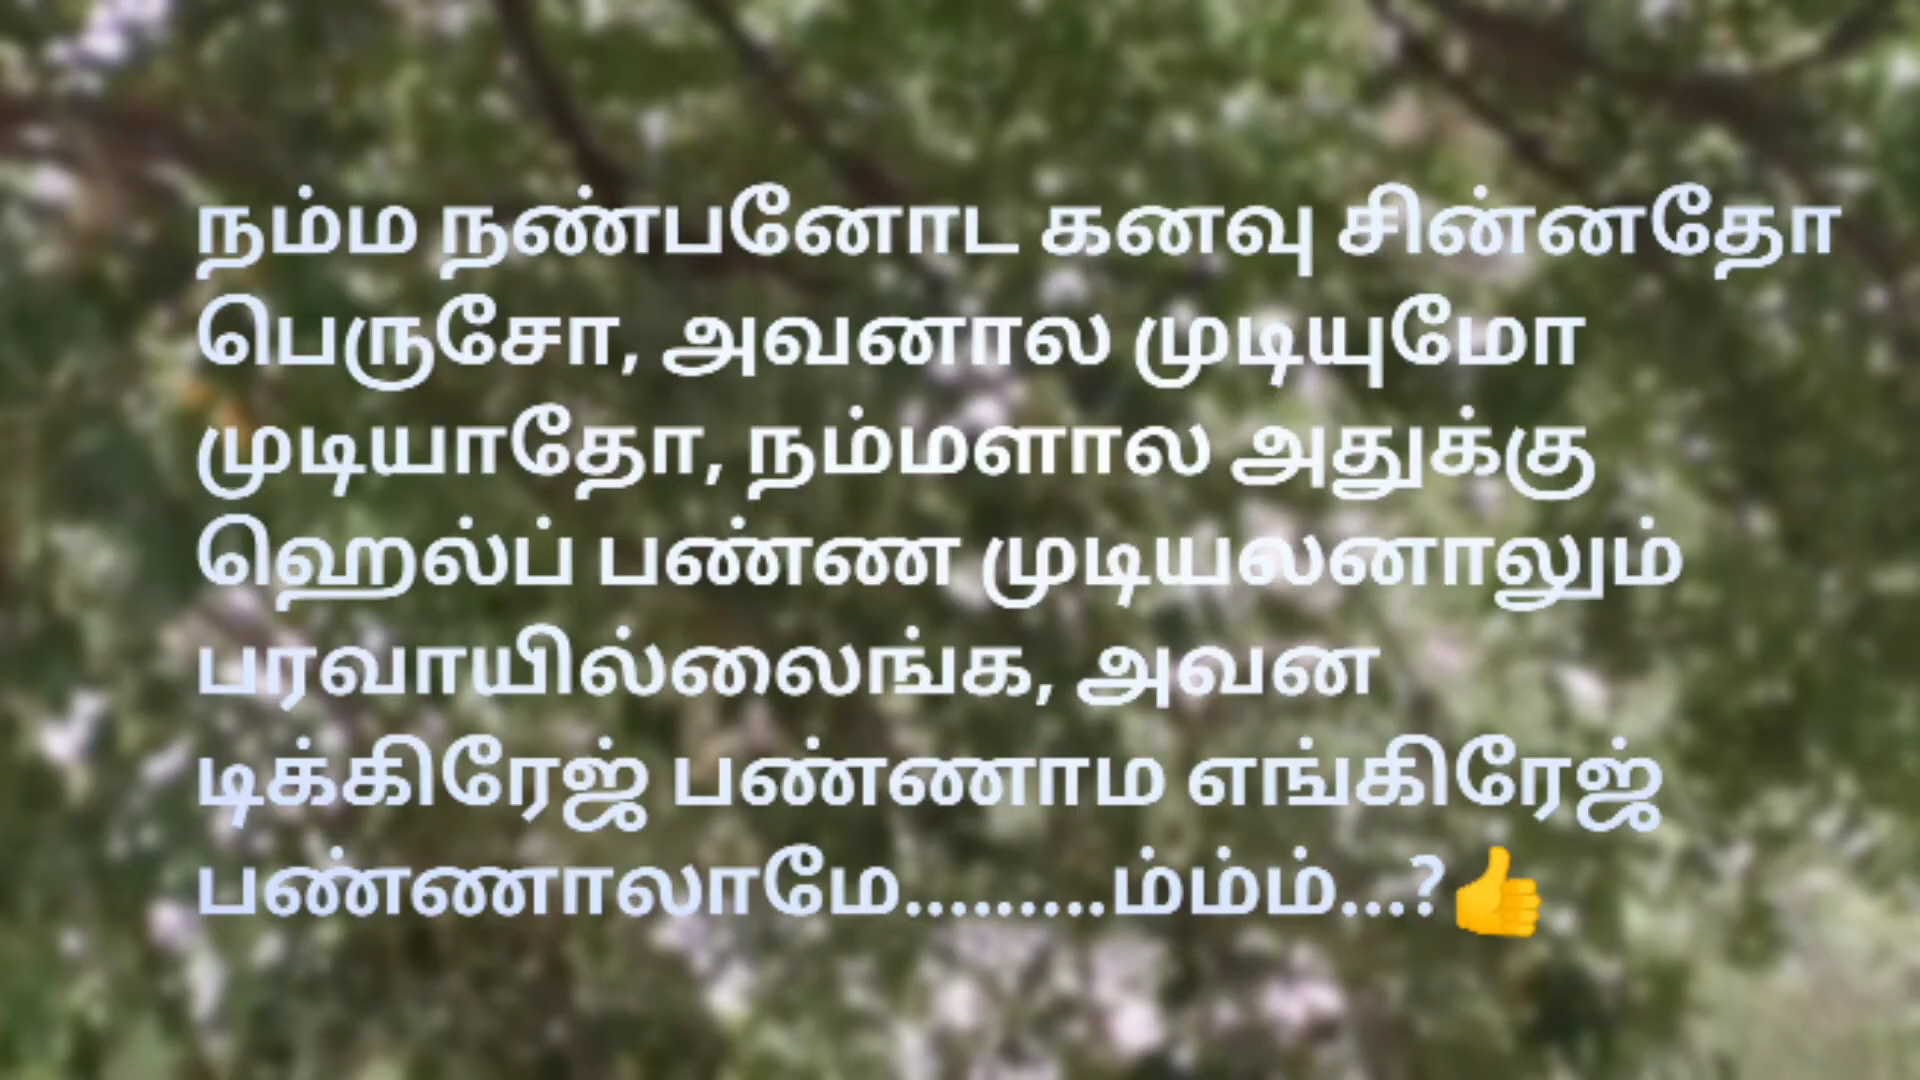 நம்ம நண்பனோட கனவு சின்னதோ
பெருசோ, அவனால முடியுமோ
முடியாதோ, நம்மளால அதுக்கு
ஹெல்ப் பண்ண முடியலனாலும்
பரவாயில்லைங்க, அவன
டிக்கிரேஜ் பண்ணாம எங்கிரேஜ்
பண்ணாலாமே.........ம்ம்ம்...?👍